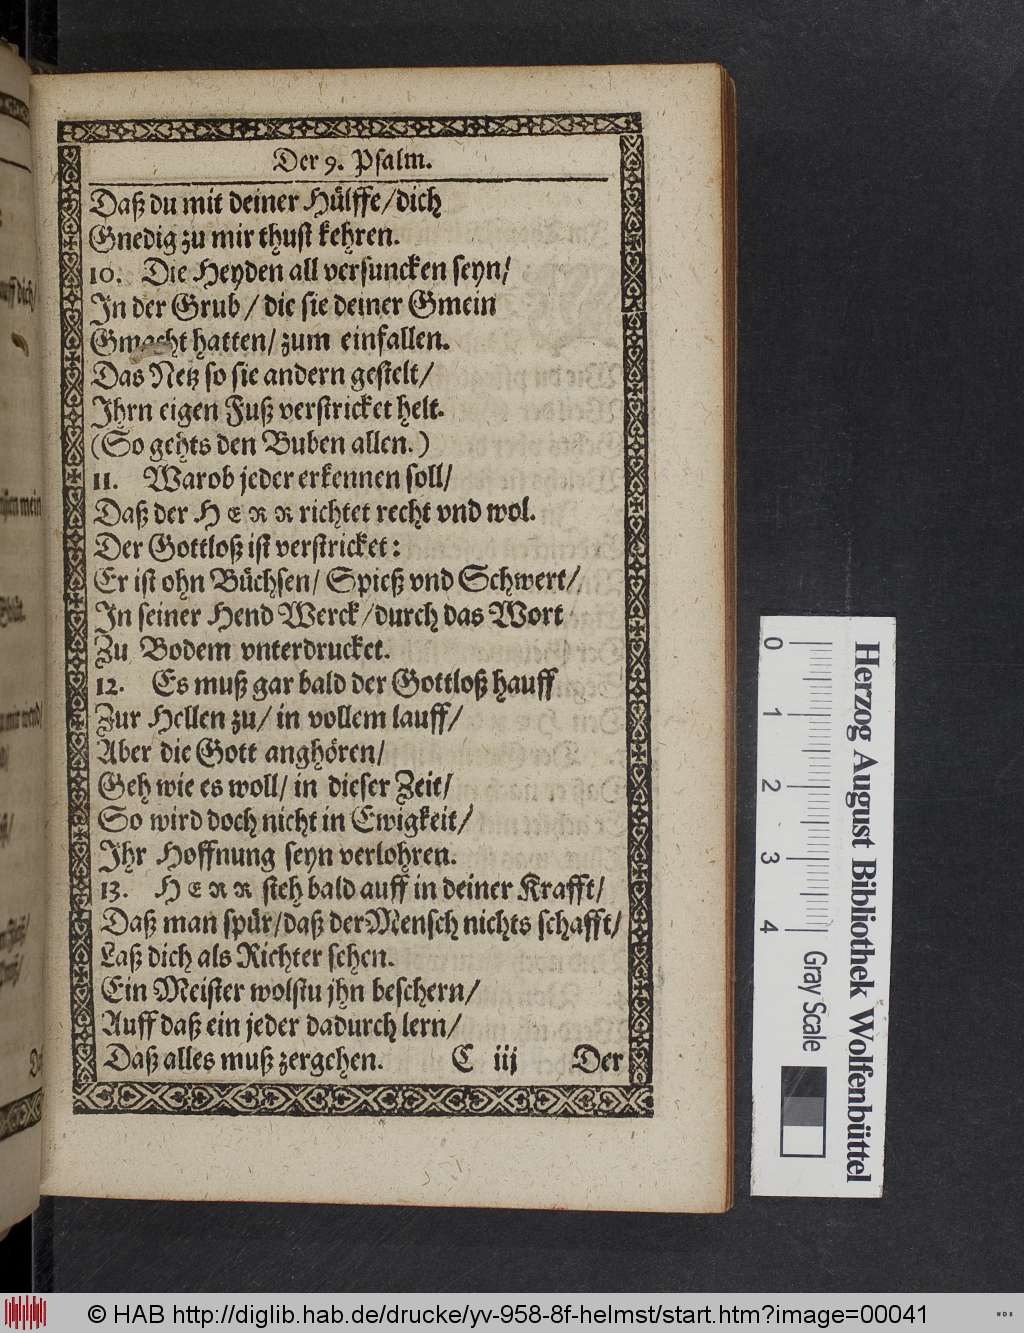 Der 9. Psalm.
Daß du mit deiner Hülffe/dich
Gnedig zu mir thust kehren.
10. Die Heyden all versuncken seyn/
In der Grub / die sie deiner Gmein
Gmacht hatten/ zum einfallen.
Das Netz so sie andern gestelt/
Ihrn eigen Fuß verstricket helt.
(So gehts den Buben allen.)
11. Warob jeder erkennen soll/
Daß der HERR richtet recht vnd wol.
Der Gottloß ist verstricket:
Er ist ohn Büchsen/ Spieß vnd Schwert/
In seiner Hend Werck /durch das Wort
Zu Bodem vnterdrucket.
12. Es muß gar bald der Gottloß hauff
Zur Hellen zu/ in vollem lauff/
Aber die Gott anghören/
Geh wie es woll/ in dieser Zeit/
So wird doch nicht in Ewigkeit/
Ihr Hoffnung seyn verlohren.
13. HERR steh bald auff in deiner Krafft/
Daß man spür/daß der Mensch nichts schafft/
Laß dich als Richter sehen.
Ein Meister wolstu jhn beschern/
Auff daß ein jeder dadurch lern/
Daß alles muß zergehen. C iij Der
Herzog August Bibliothek Wolfenbüttel
0 1 2 3 4 Gray Scale
© HAB http://diglib.hab.de/drucke/yv-958-8f-helmst/start.htm?image=00041